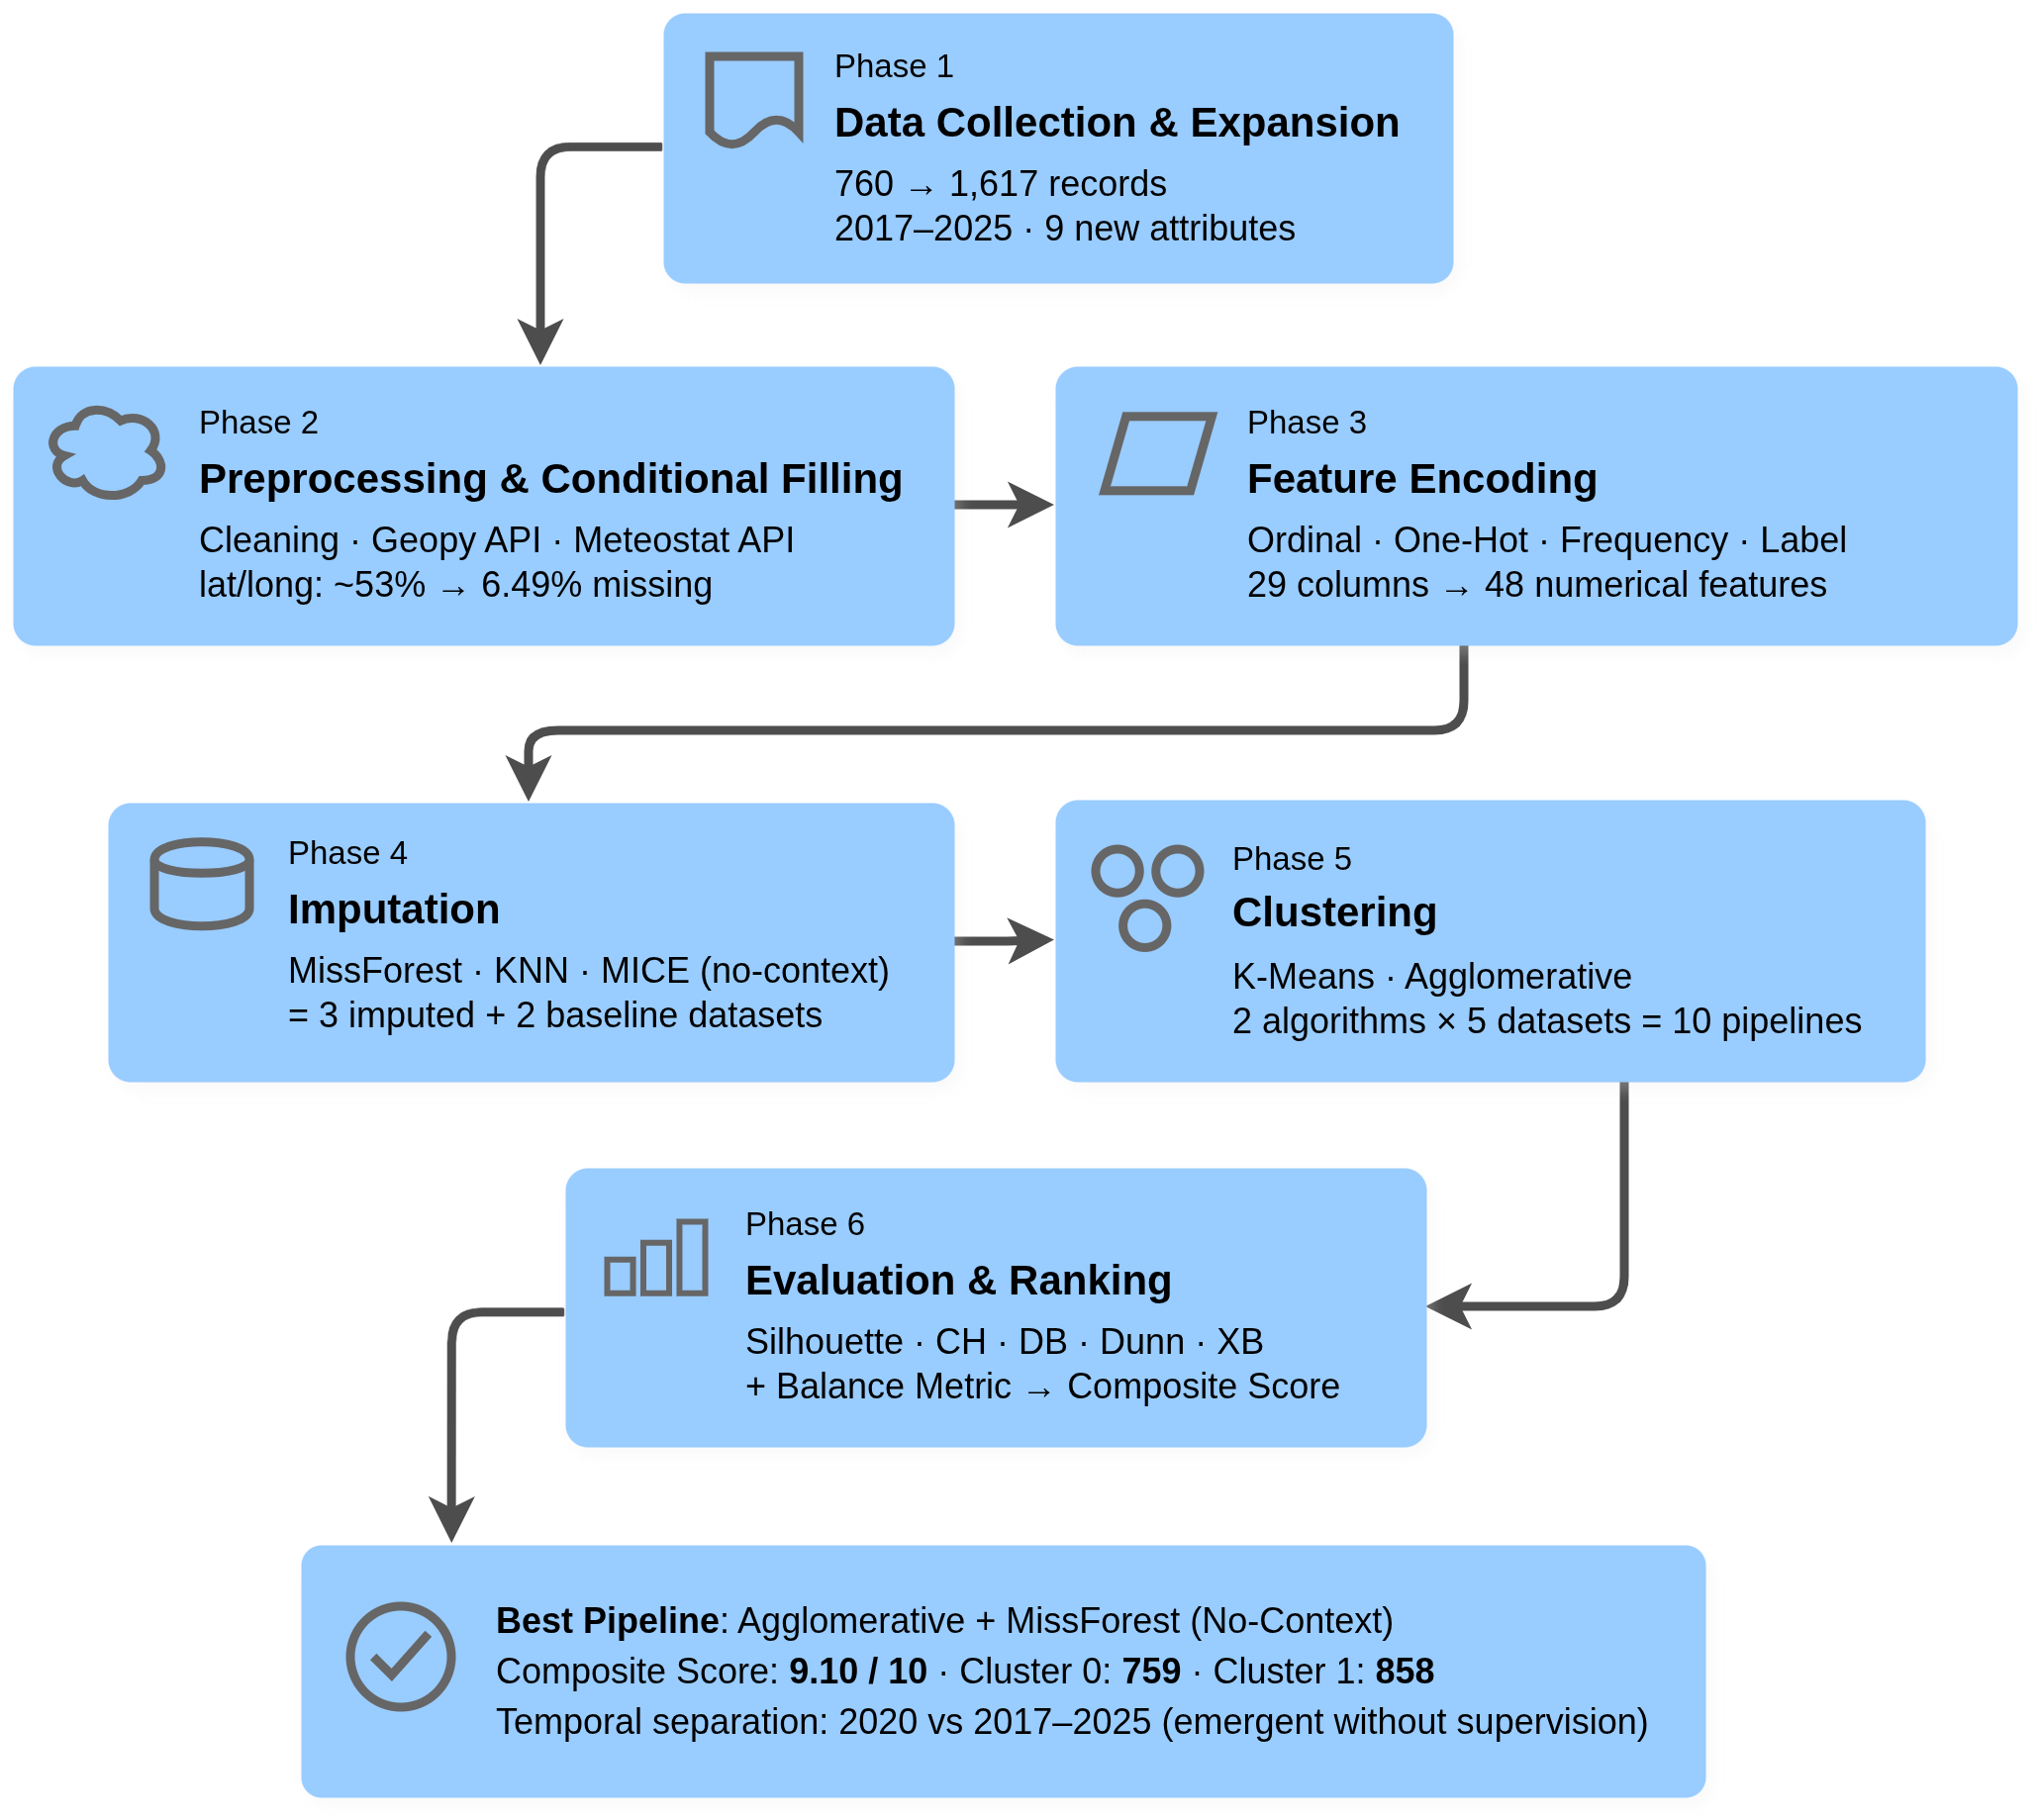 Phase 1
Data Collection & Expansion
760 → 1,617 records
2017–2025 · 9 new attributes
Phase 2
Preprocessing & Conditional Filling
Cleaning · Geopy API · Meteostat API
lat/long: ~53% → 6.49% missing
Phase 3
Feature Encoding
Ordinal · One-Hot · Frequency · Label
29 columns → 48 numerical features
Phase 4
Imputation
MissForest · KNN · MICE (no-context)
= 3 imputed + 2 baseline datasets
Phase 5
Clustering
K-Means · Agglomerative
2 algorithms × 5 datasets = 10 pipelines
Phase 6
Evaluation & Ranking
Silhouette · CH · DB · Dunn · XB
+ Balance Metric → Composite Score
Best Pipeline: Agglomerative + MissForest (No-Context)
Composite Score: 9.10 / 10 · Cluster 0: 759 · Cluster 1: 858
Temporal separation: 2020 vs 2017–2025 (emergent without supervision)